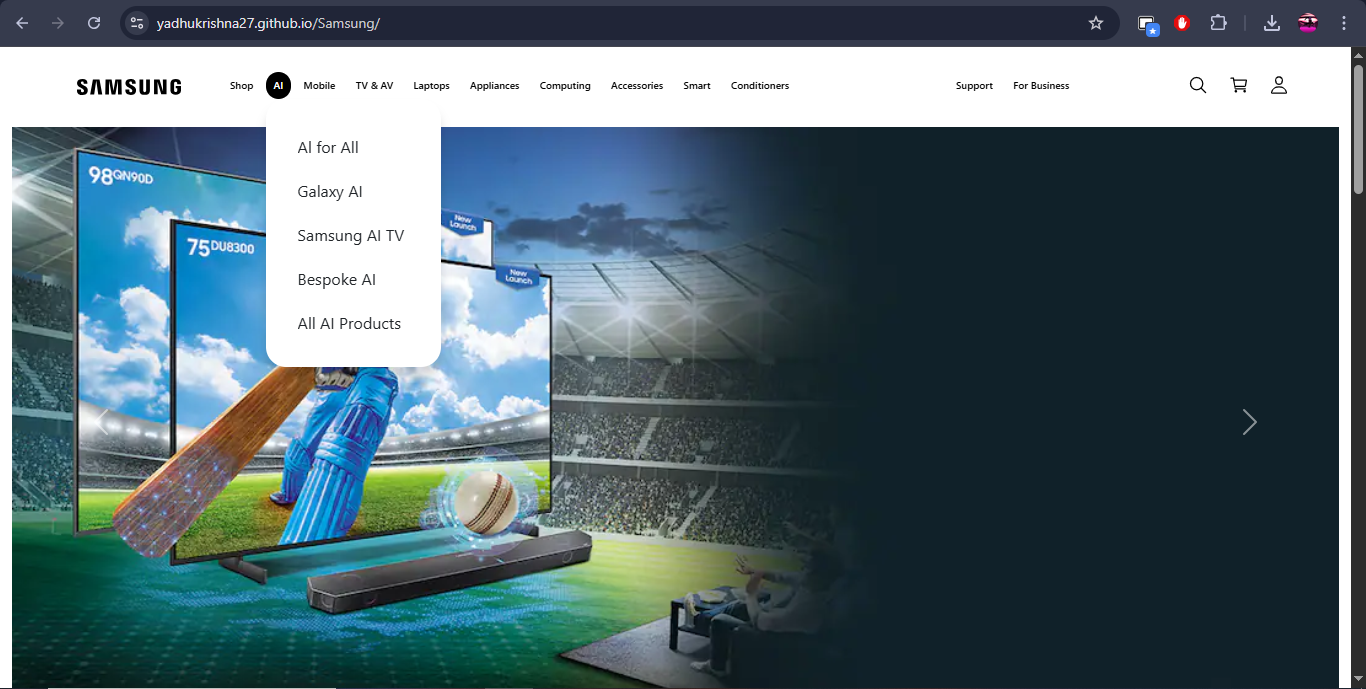 yadhukrishna27.github.io/Samsung/
SAMSUNG Shop AI Mobile TV & AV Laptops Appliances Computing Accessories Smart Conditioners Support For Business
AI for All
Galaxy AI
Samsung AI TV
Bespoke AI
All AI Products
98QN90D
75DU8300
New
Launch
New
Launch